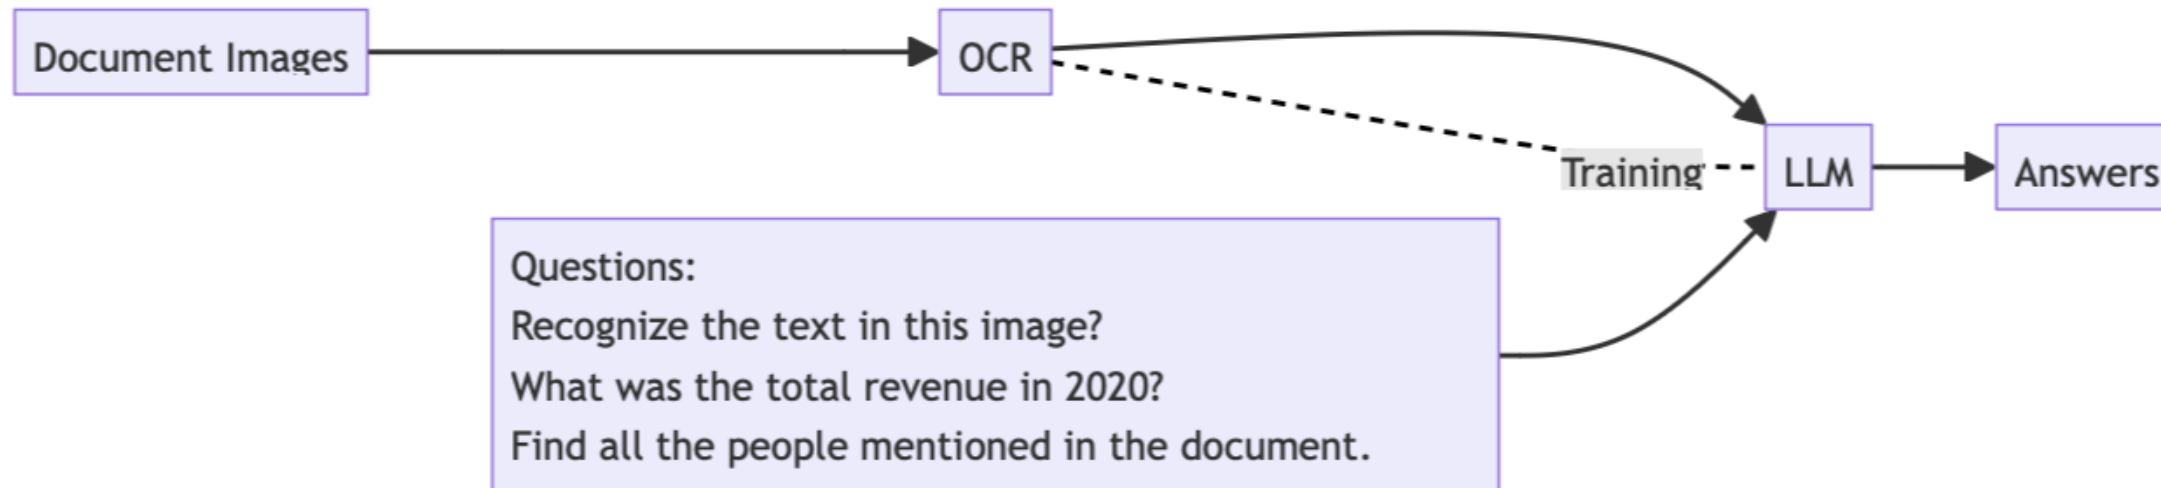 Document Images
OCR
Training
LLM
Answers
Questions:
Recognize the text in this image?
What was the total revenue in 2020?
Find all the people mentioned in the document.